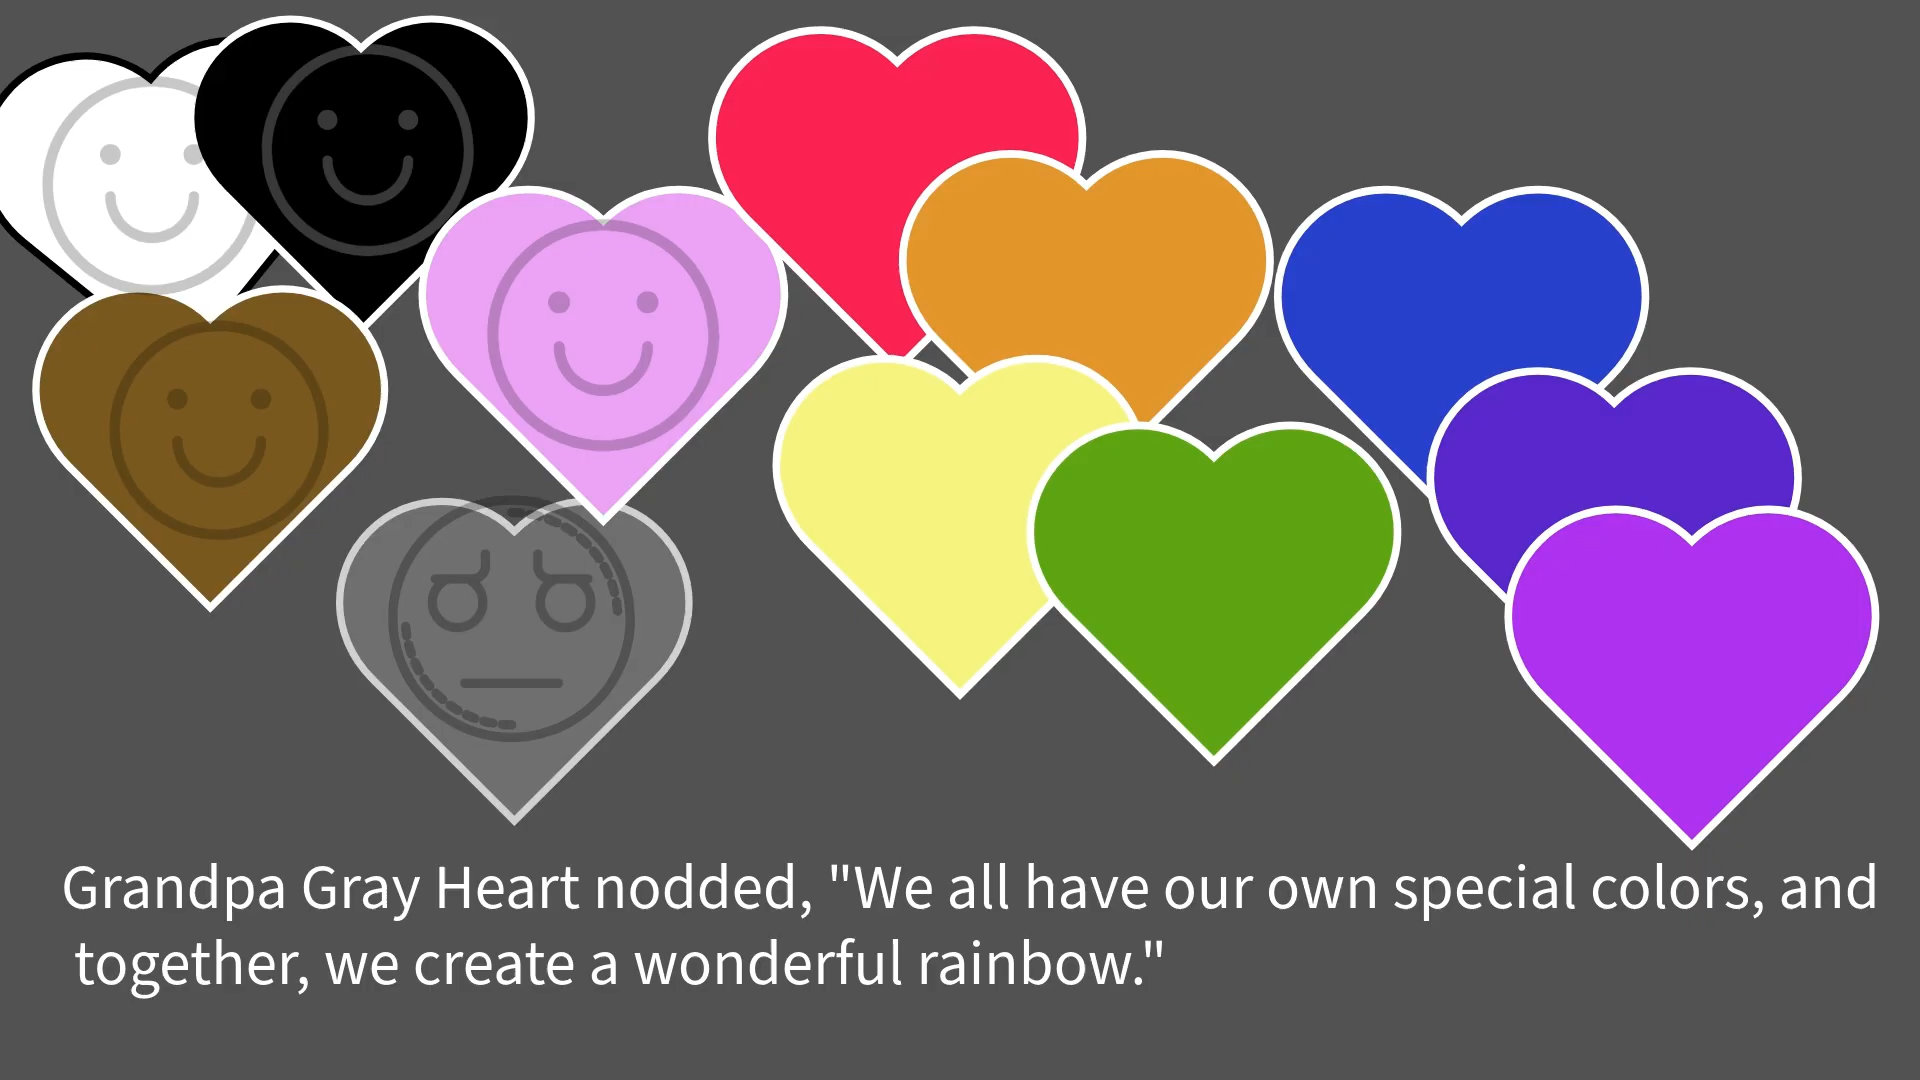 Grandpa Gray Heart nodded, "We all have our own special colors, and
together, we create a wonderful rainbow."